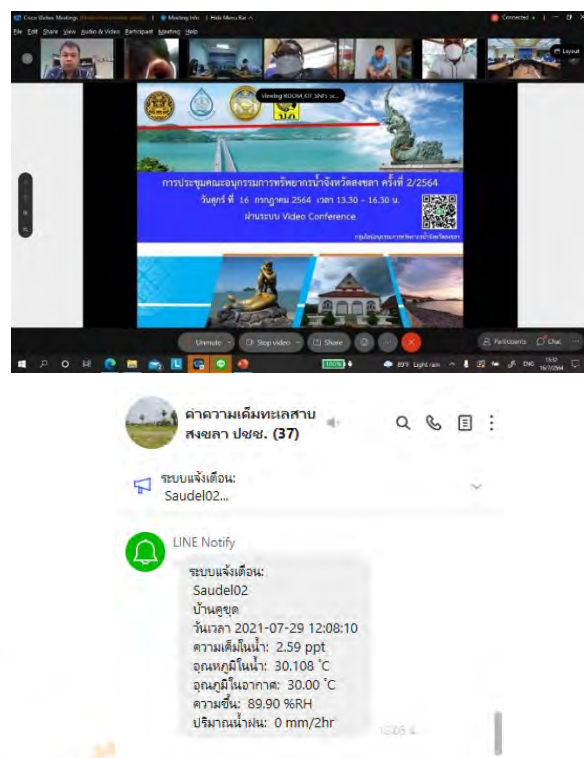 Cisco Webex Meetings
Meeting Info
Hide Menu Bar
Connected
File Edit Share View Audio & Video Participant Meeting Help
Layout
การประชุมคณะอนุกรรมการทรัพยากรน้ำจังหวัดสงขลา ครั้งที่ 2/2564
วันศุกร์ ที่ 16 กรกฎาคม 2564 เวลา 13.30 – 16.30 น.
ผ่านระบบ Video Conference
Unmute
Stop video
Share
Participants
Chat
100%
89°F Light rain
ENG
13:52
16/7/2564
ค่าความเค็มทะเลสาบ
สงขลา ปชช. (37)
ระบบแจ้งเตือน:
Saudel02...
LINE Notify
ระบบแจ้งเตือน:
Saudel02
บ้านคูขุด
วันเวลา 2021-07-29 12:08:10
ความเค็มในน้ำ: 2.59 ppt
อุณหภูมิในน้ำ: 30.108 ˚C
อุณภูมิในอากาศ: 30.00 ˚C
ความชื้น: 89.90 %RH
ปริมาณน้ำฝน: 0 mm/2hr